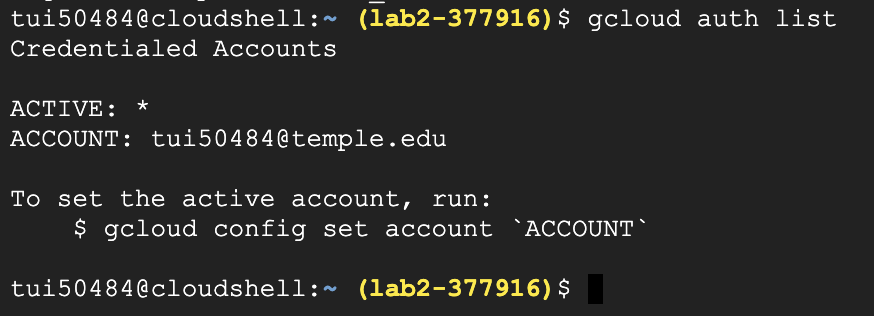 tui50484@cloudshell:~ (lab2-377916)$ gcloud auth list
Credentialed Accounts
ACTIVE: *
ACCOUNT: tui50484@temple.edu
To set the active account, run:
    $ gcloud config set account `ACCOUNT`
tui50484@cloudshell:~ (lab2-377916)$